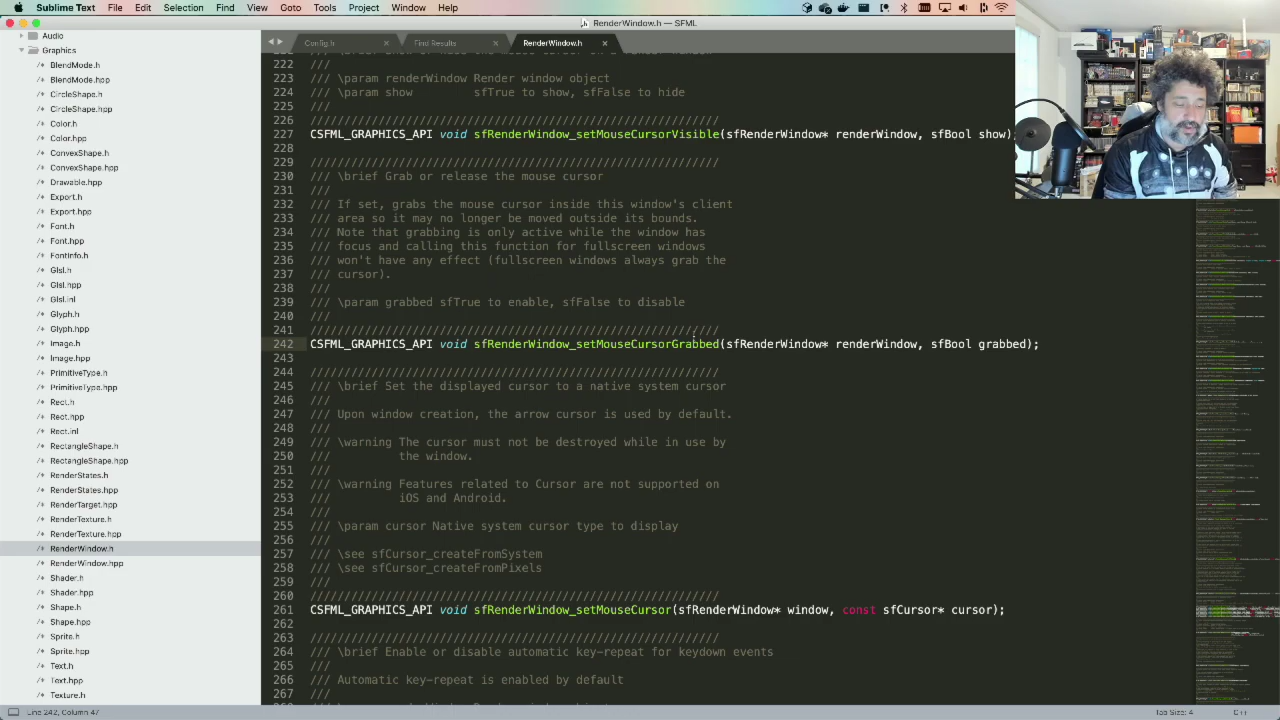 Sublime Text File Edit Selection Find View Goto Tools Project Window Help
RenderWindow.h — SFML
Audio
Graphics
BlendMode.h
BlendMode.hpp
CircleShape.h
CircleShape.hpp
Color.h
Color.hpp
ConvexShape.h
ConvexShape.hpp
Drawable.hpp
Export.h
Export.hpp
Font.h
Font.hpp
FontInfo.h
Glsl.h
Glsl.hpp
Glsl.inl
Glyph.h
Glyph.hpp
Image.h
Image.hpp
PrimitiveType.h
PrimitiveType.hpp
Rect.h
Rect.hpp
Rect.inl
RectangleShape.h
RectangleShape.hpp
RenderStates.h
RenderStates.hpp
RenderTexture.h
RenderTexture.hpp
RenderWindow.h
RenderWindow.hpp
Shader.h
Shape.h
Shape.hpp
Sprite.h
Sprite.hpp
Text.h
Text.hpp
Texture.h
Config.h Find Results RenderWindow.h
222
223 \param renderWindow Render window object
224 \param show sfTrue to show, sfFalse to hide
225
226
227 CSFML_GRAPHICS_API void sfRenderWindow_setMouseCursorVisible(sfRenderWindow* renderWindow, sfBool show)
228
229 ////////////////////////////////////////////////////////////
230 \brief Grab or release the mouse cursor
231
232 If set, grabs the mouse cursor inside this window's client
233 area so it may no longer be moved outside its bounds.
234 Note that grabbing is only active while the window has
235 focus and calling this function for fullscreen windows
236 won't have any effect (fullscreen windows always grab the
237 cursor).
238
239 \param grabbed sfTrue to enable, sfFalse to disable
240
241
242 CSFML_GRAPHICS_API void sfRenderWindow_setMouseCursorGrabbed(sfRenderWindow* renderWindow, sfBool grabbed);
243
244
245 \brief Set the displayed cursor to a native system cursor
246
247 Upon window creation, the arrow cursor is used by default.
248
249 \warning The cursor must not be destroyed while in use by
250 the window.
251
252 \warning Features related to Cursor are not supported on
253 iOS and Android.
254
255 \param cursor Native system cursor type to display
256
261 CSFML_GRAPHICS_API void sfRenderWindow_setMouseCursor(sfRenderWindow* window, const sfCursor* cursor);
262
263
264 \brief Enable or disable automatic key-repeat for keydown events
265
266 Automatic key-repeat is enabled by default.
267
Line 242, Column 47 Tab Size: 4 C++